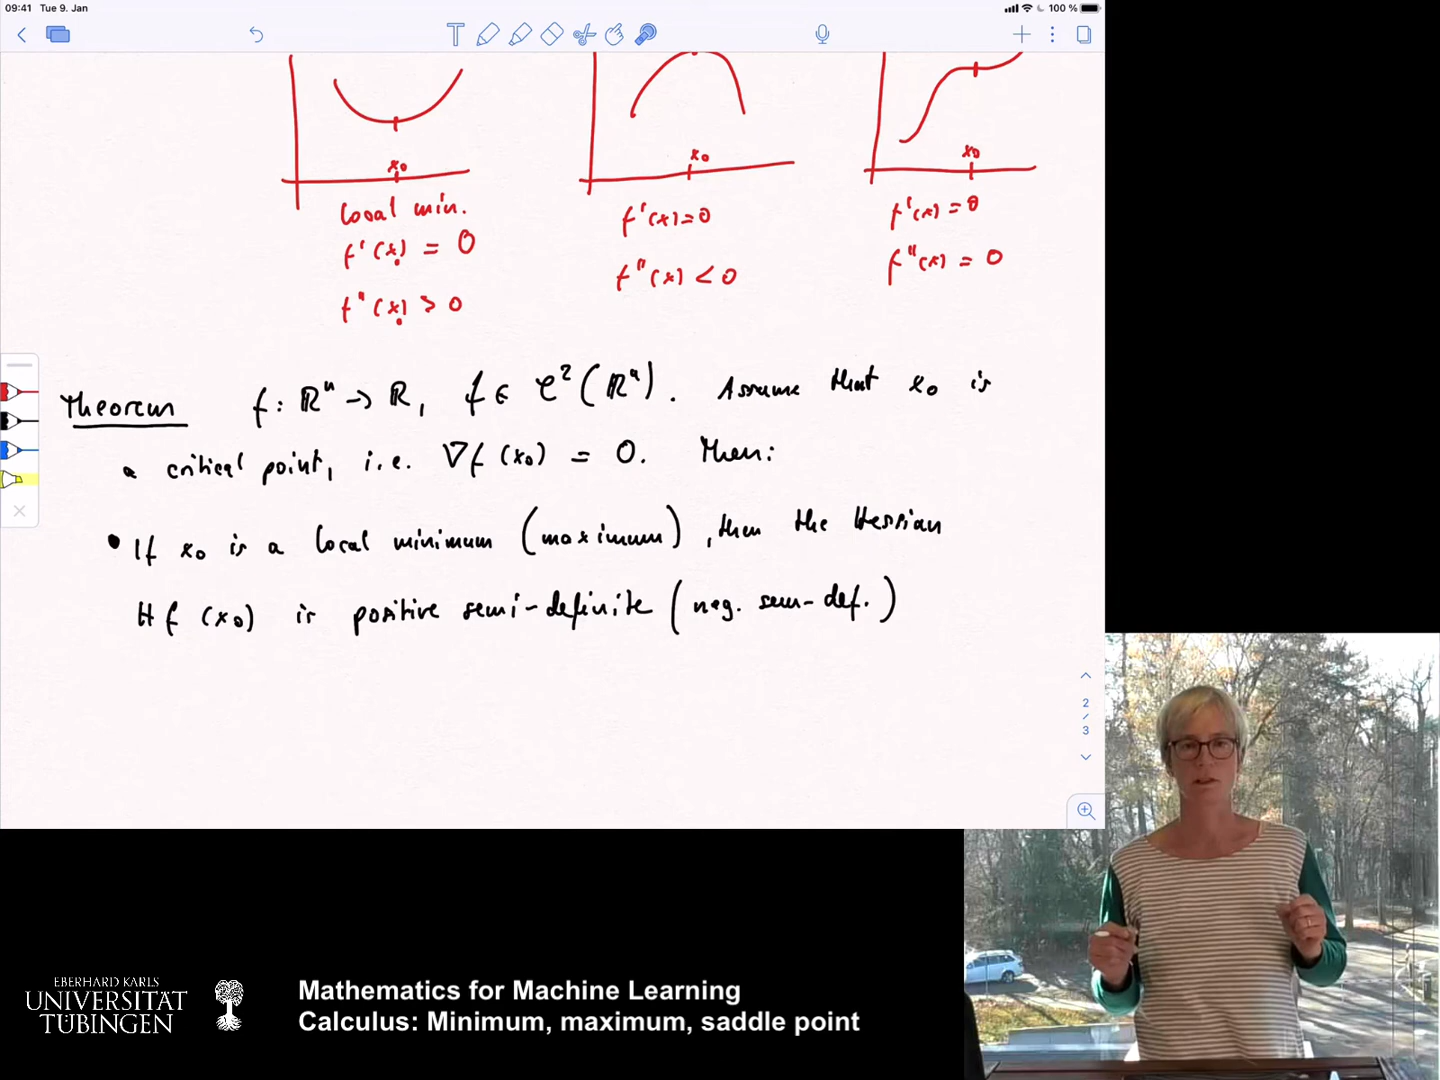 09:41 Tue 9. Jan
100 %
x₀
x₀
x₀
local min.
f'(x₀) = 0
f''(x₀) > 0
f'(x) = 0
f''(x) < 0
f'(x) = 0
f''(x) = 0
Theorem f: ℝⁿ → ℝ, f ∈ C²(ℝⁿ). Assume that x₀ is
a critical point, i.e. ∇f(x₀) = 0. Then:
• If x₀ is a local minimum (maximum), then the Hessian
Hf(x₀) is positive semi-definite (neg. sem-def.)
2
/
3
EBERHARD KARLS
UNIVERSITÄT
TÜBINGEN
Mathematics for Machine Learning
Calculus: Minimum, maximum, saddle point